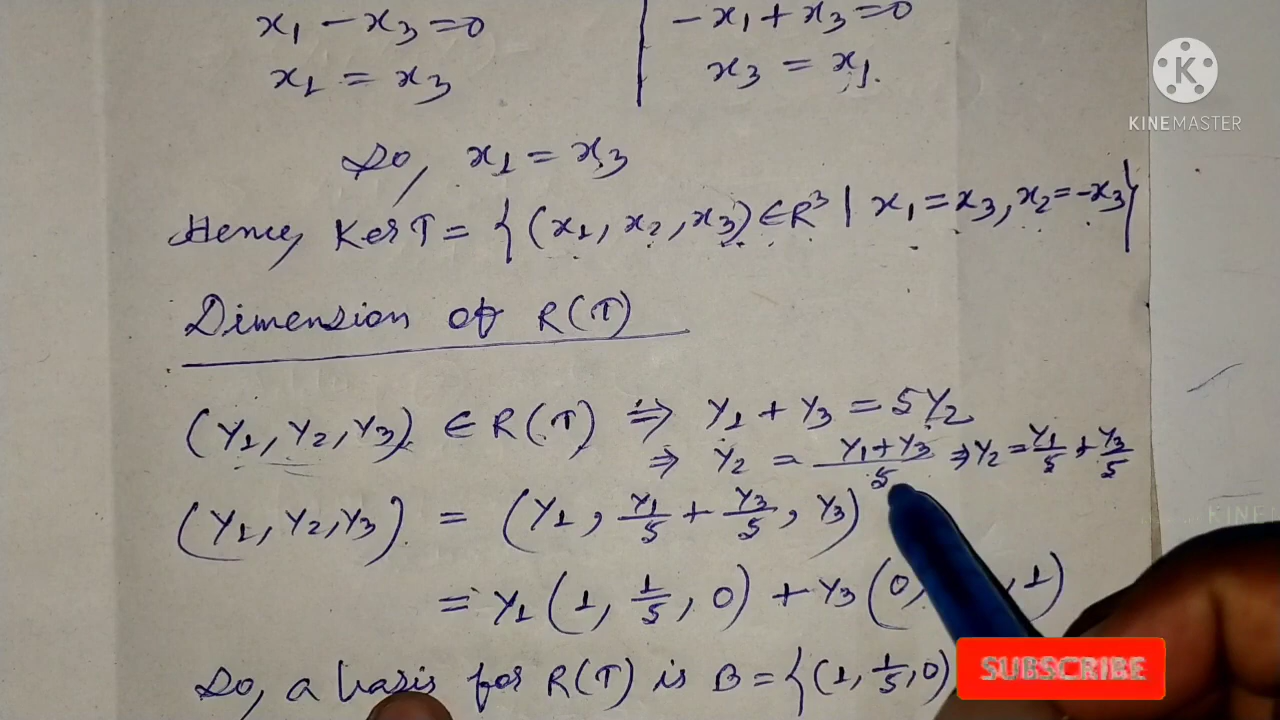 x1 - x3 = 0 | -x1 + x3 = 0
x1 = x3 | x3 = x1.
So, x1 = x3
Hence, Ker T = {(x1, x2, x3) ∈ R³ | x1 = x3, x2 = -x3}
Dimension of R(T)
(Y1, Y2, Y3) ∈ R(T) ⇒ Y1 + Y3 = 5Y2
⇒ Y2 = (Y1+Y3)/5 ⇒ Y2 = Y1/5 + Y3/5
(Y1, Y2, Y3) = (Y1, Y1/5 + Y3/5, Y3)
= Y1(1, 1/5, 0) + Y3(0, , 1)
So, a basis for R(T) is B = {(1, 1/5, 0)
K
KINEMASTER
SUBSCRIBE